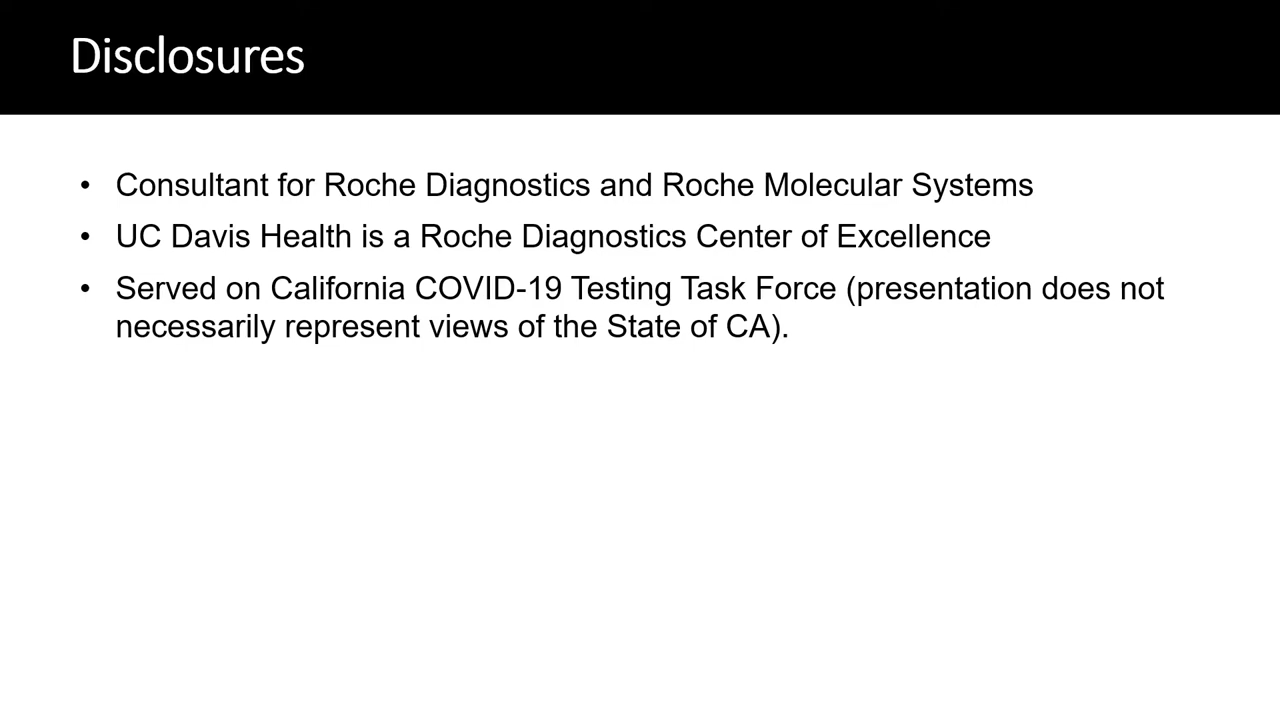 Disclosures
• Consultant for Roche Diagnostics and Roche Molecular Systems
• UC Davis Health is a Roche Diagnostics Center of Excellence
• Served on California COVID-19 Testing Task Force (presentation does not
necessarily represent views of the State of CA).